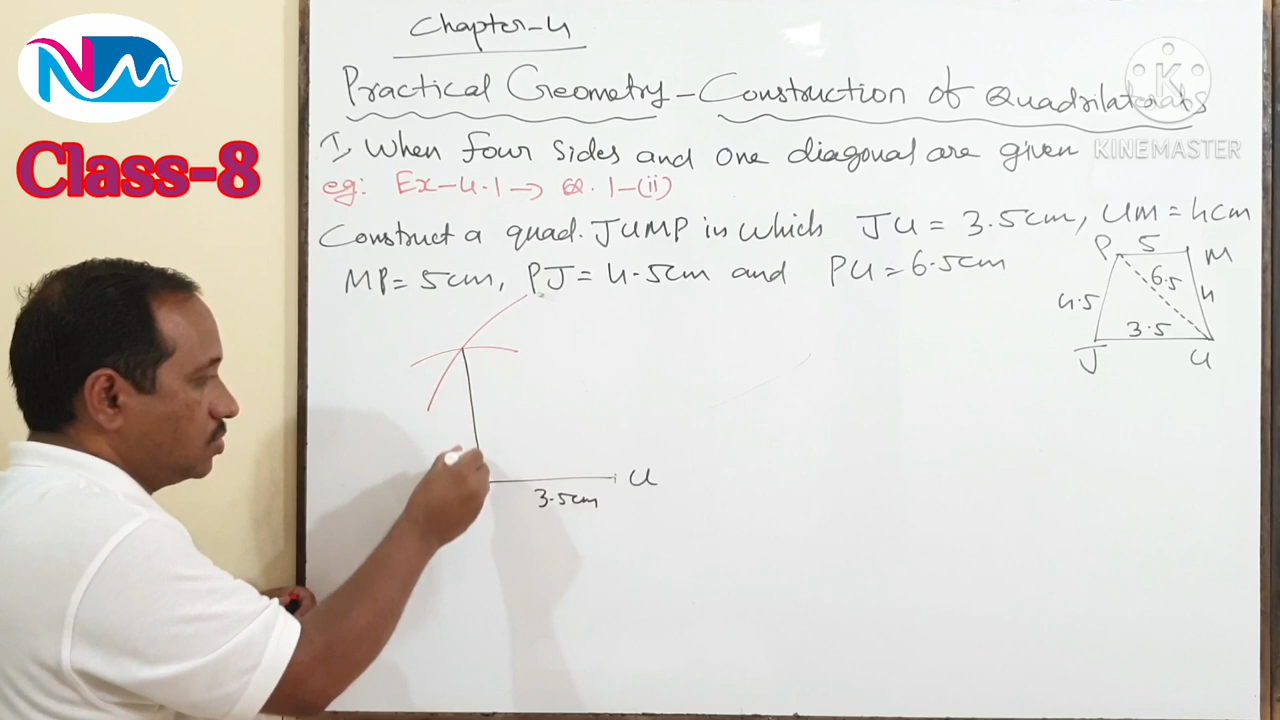 NM
Class-8
Chapter-4
Practical Geometry - Construction of Quadrilaterals
K
KINEMASTER
I, When four sides and one diagonal are given
eg: Ex-4.1 → Q. 1-(ii)
Construct a quad. JUMP in which JU = 3.5cm, UM = 4cm
MP = 5cm, PJ = 4.5cm and PU = 6.5cm
P 5 M
6.5
4.5 4
3.5
J U
U
3.5cm